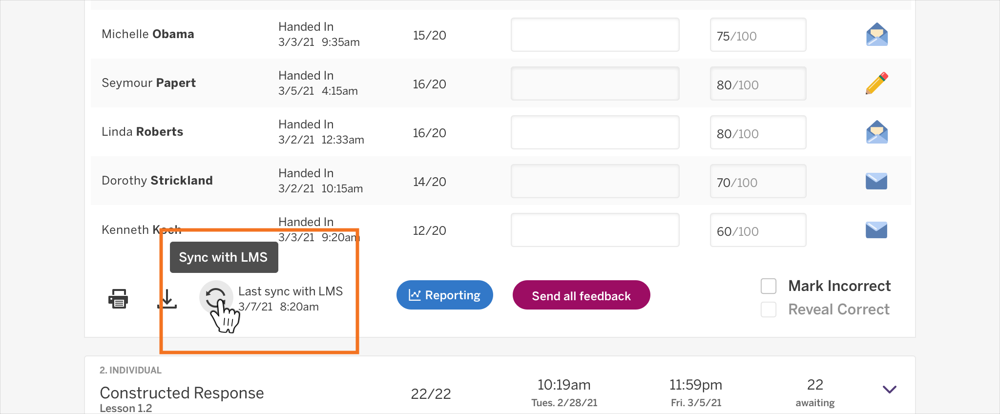 Michelle Obama
Handed In
3/3/21 9:35am
15/20
75/100
Seymour Papert
Handed In
3/5/21 4:15am
16/20
80/100
Linda Roberts
Handed In
3/2/21 12:33am
16/20
80/100
Dorothy Strickland
Handed In
3/2/21 10:15am
14/20
70/100
Kenneth Koch
Handed In
3/3/21 9:20am
12/20
60/100
Sync with LMS
Last sync with LMS
3/7/21 8:20am
Reporting
Send all feedback
Mark Incorrect
Reveal Correct
2. INDIVIDUAL
Constructed Response
Lesson 1.2
22/22
10:19am
Tues. 2/28/21
11:59pm
Fri. 3/5/21
22
awaiting